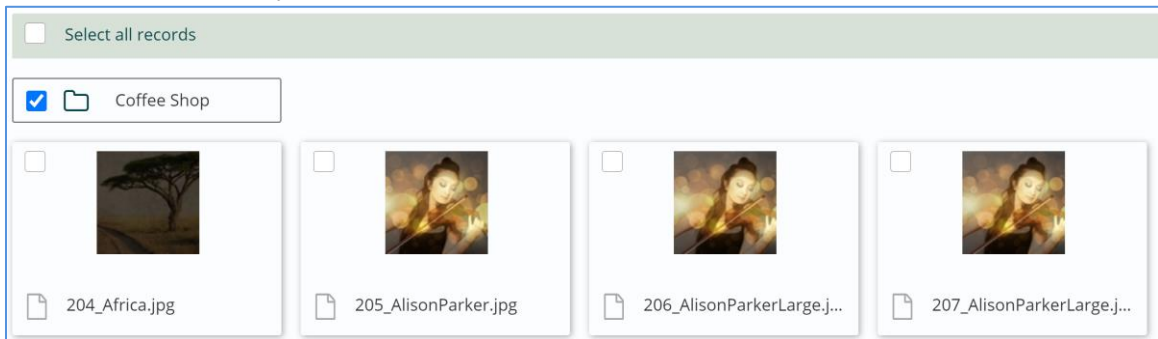 Select all records
Coffee Shop
204_Africa.jpg
205_AlisonParker.jpg
206_AlisonParkerLarge.j...
207_AlisonParkerLarge.j...